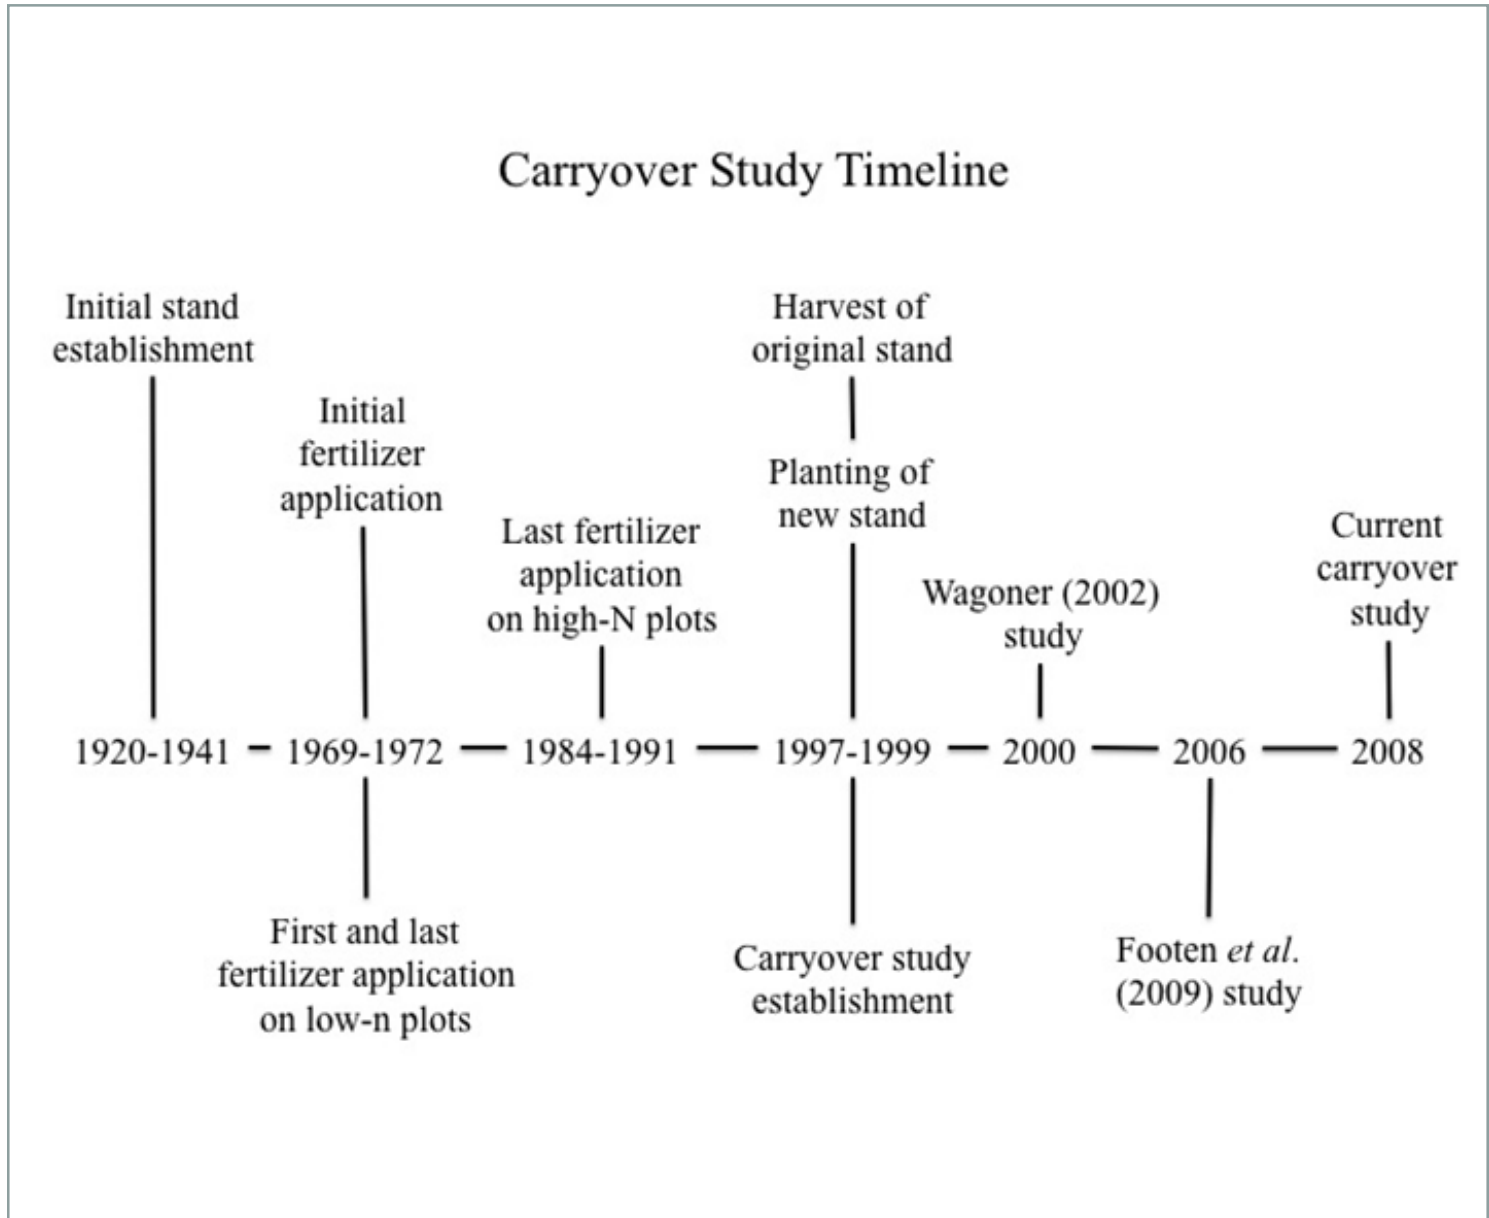 Carryover Study Timeline
Initial stand
establishment
Initial
fertilizer
application
Last fertilizer
application
on high-N plots
Harvest of
original stand
Planting of
new stand
Wagoner (2002)
study
Current
carryover
study
1920-1941 – 1969-1972 — 1984-1991 — 1997-1999 — 2000 — 2006 — 2008
First and last
fertilizer application
on low-n plots
Carryover study
establishment
Footen et al.
(2009) study